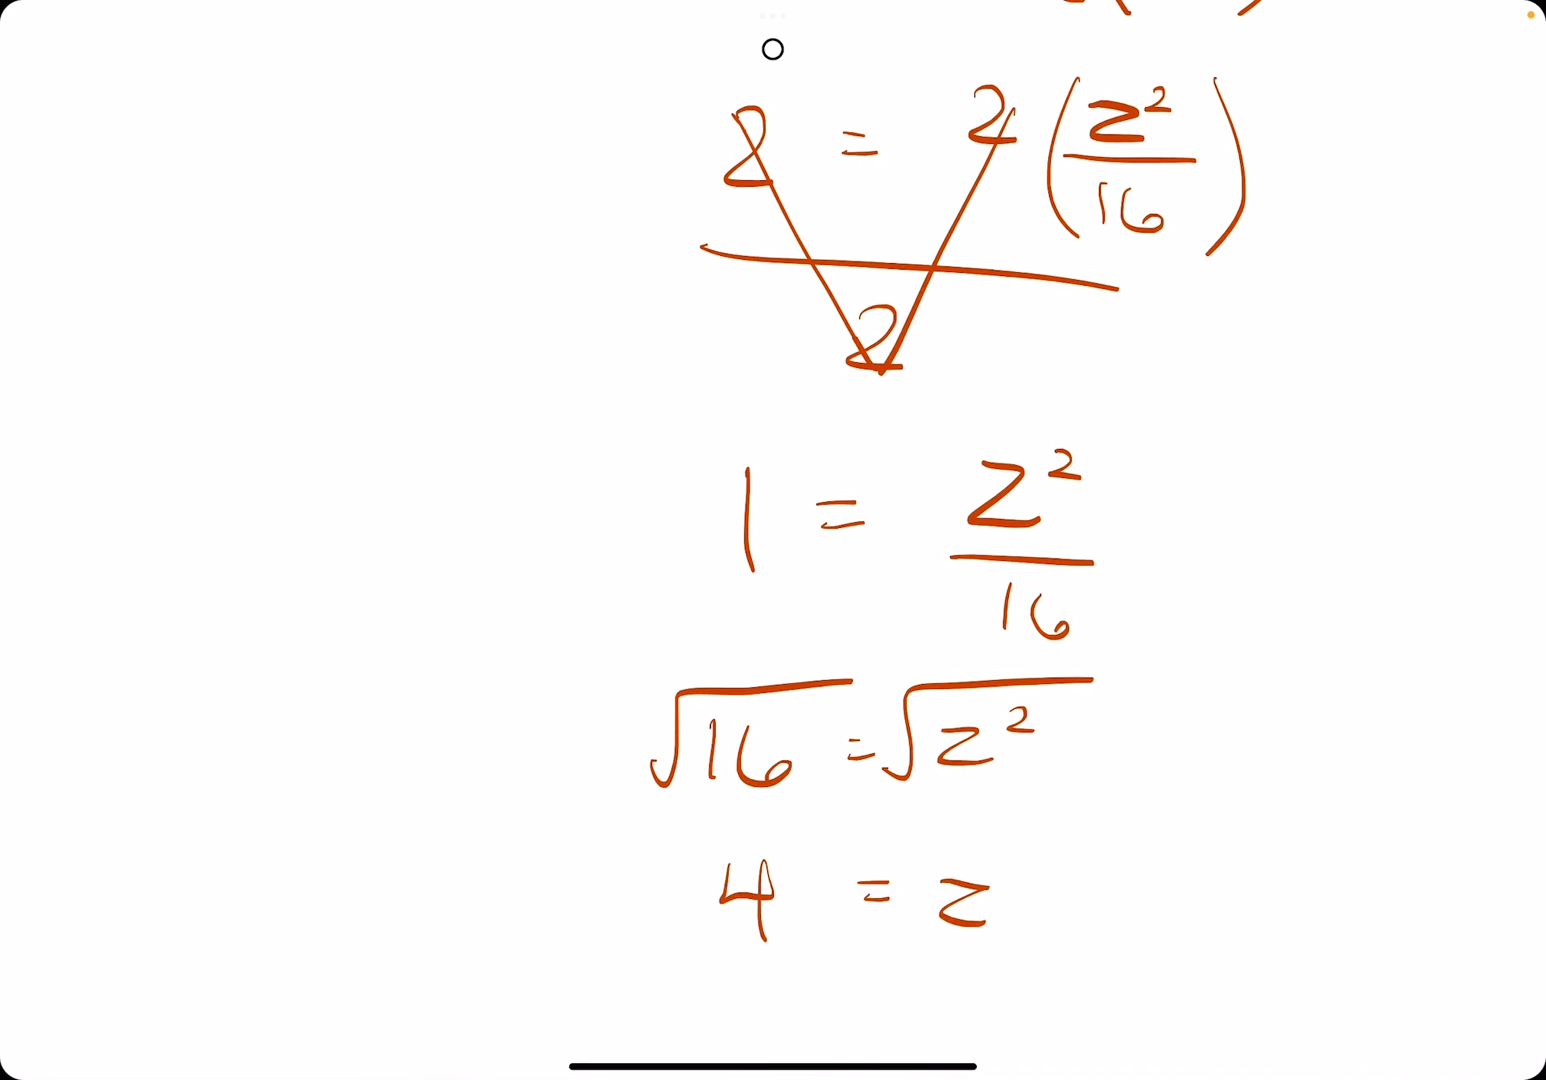 2 = 2 (z²/16)
2
1 = z²/16
√16 = √z²
4 = z